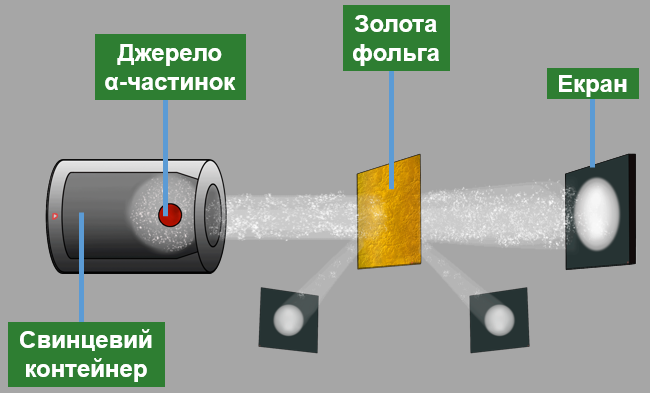 Джерело
α-частинок
Золота
фольга
Екран
Свинцевий
контейнер